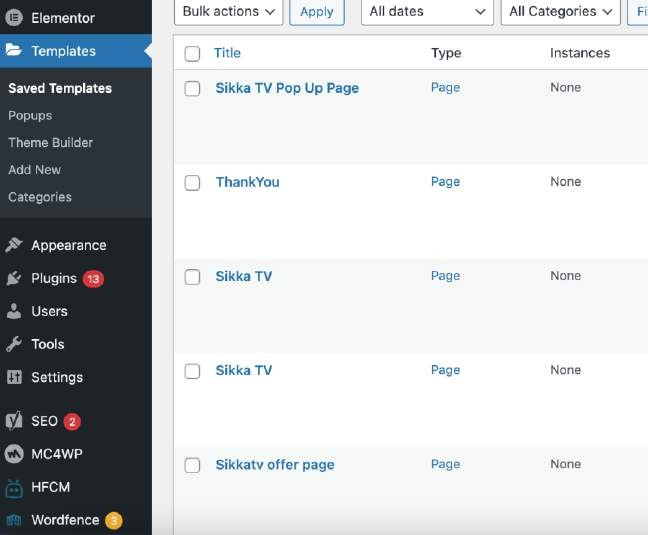 Elementor
Templates
Saved Templates
Popups
Theme Builder
Add New
Categories
Appearance
Plugins 13
Users
Tools
Settings
SEO 2
MC4WP
HFCM
Wordfence 3
Bulk actions Apply All dates All Categories Fi
Title Type Instances
Sikka TV Pop Up Page Page None
ThankYou Page None
Sikka TV Page None
Sikka TV Page None
Sikkatv offer page Page None